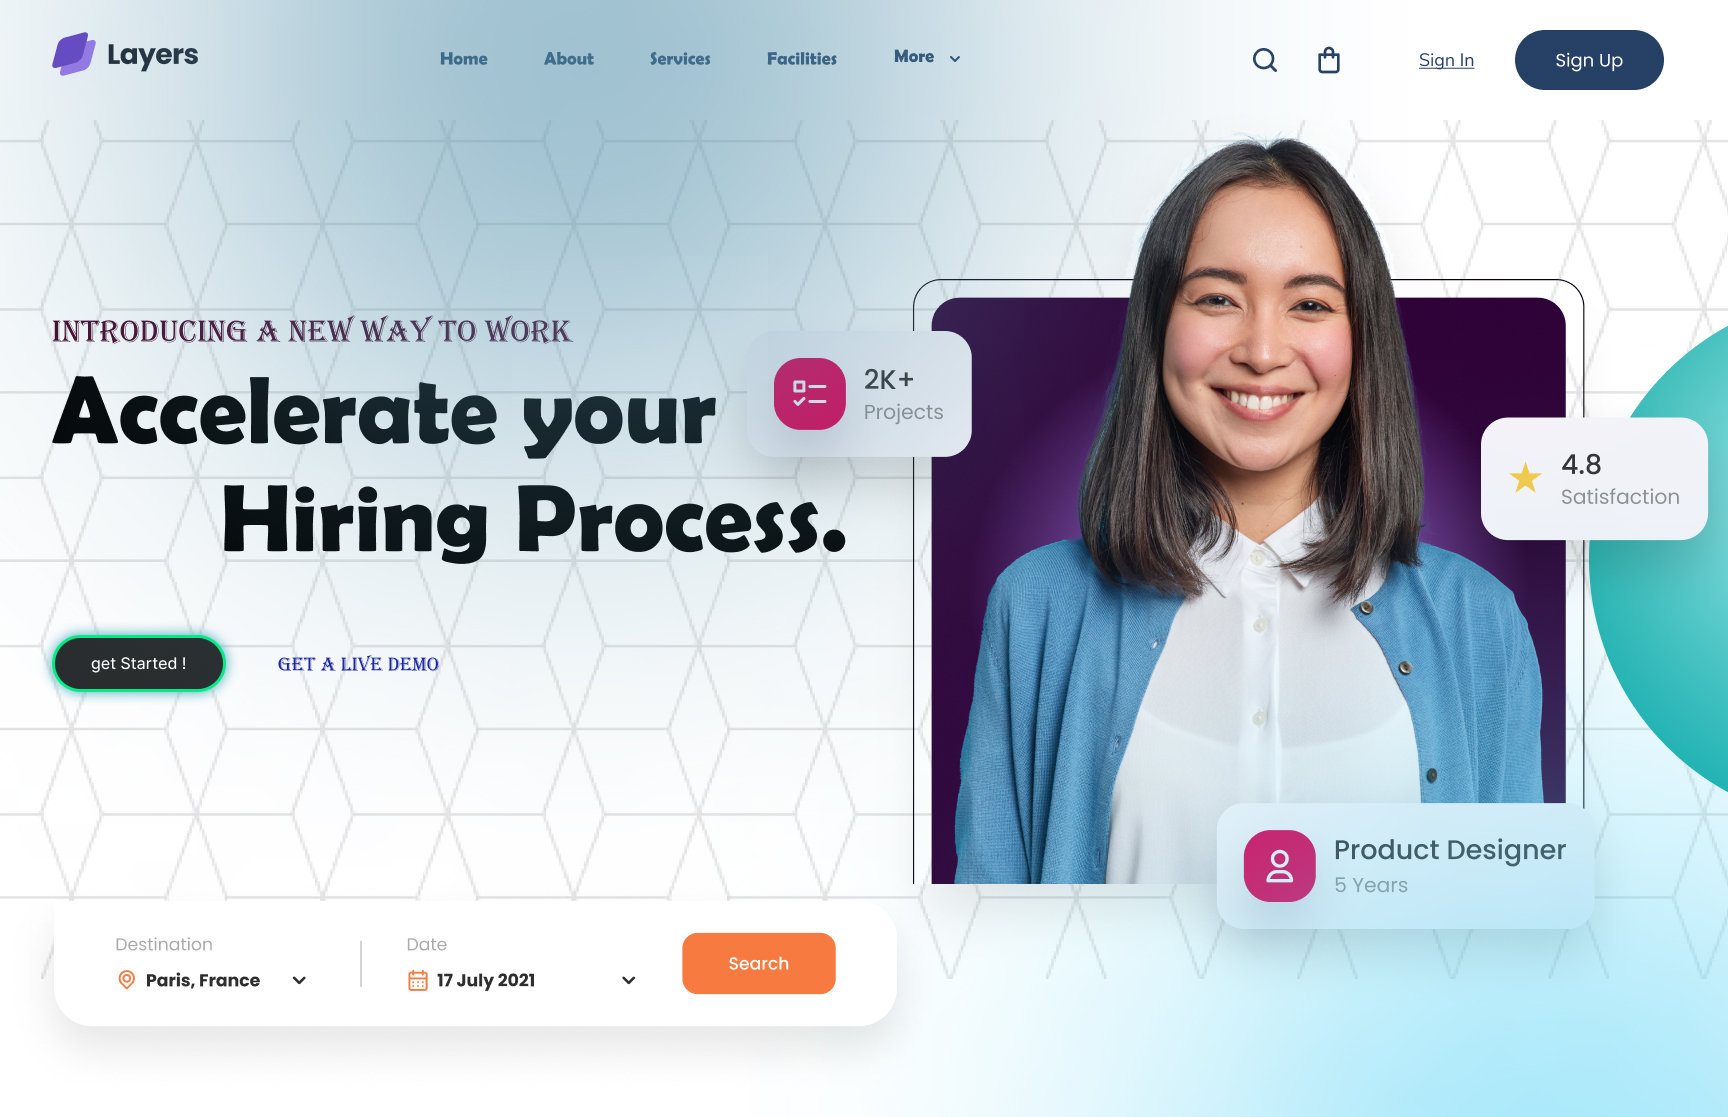 Layers
Home
About
Services
Facilities
More
Sign In
Sign Up
INTRODUCING A NEW WAY TO WORK
Accelerate your
Hiring Process.
get Started !
GET A LIVE DEMO
2K+
Projects
4.8
Satisfaction
Product Designer
5 Years
Destination
Paris, France
Date
17 July 2021
Search